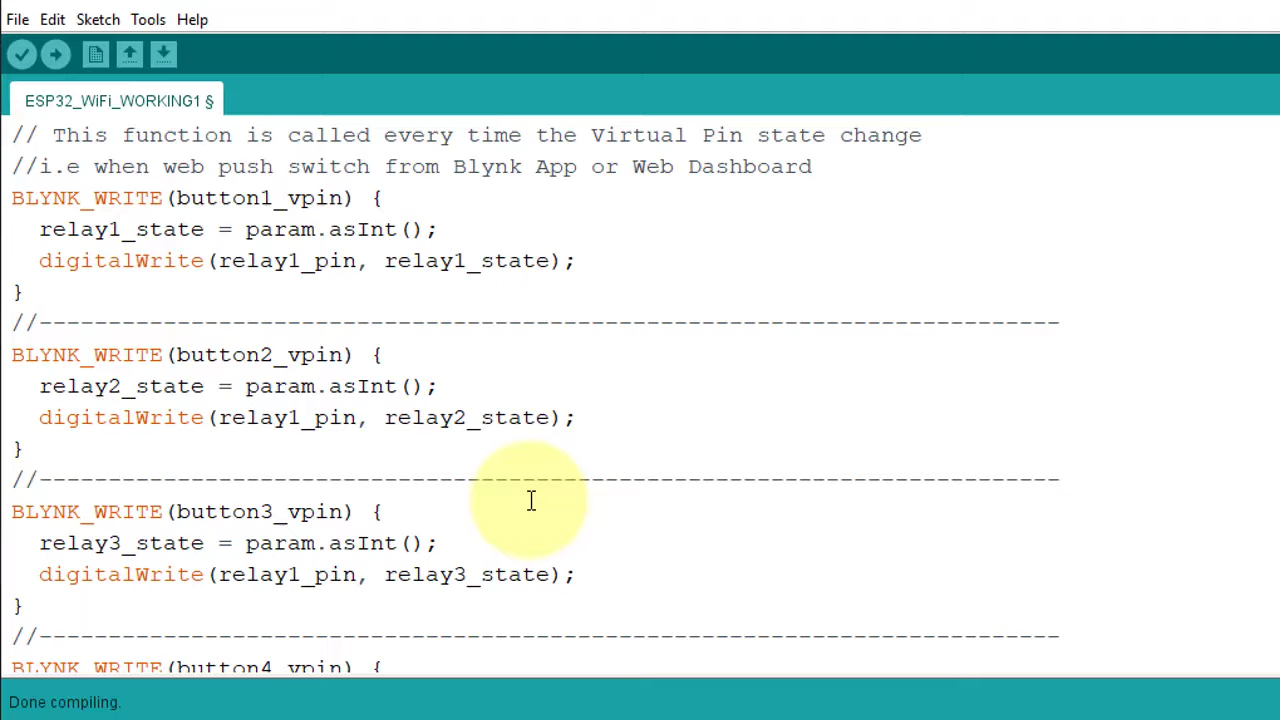 File Edit Sketch Tools Help
ESP32_WiFi_WORKING1 §
// This function is called every time the Virtual Pin state change
//i.e when web push switch from Blynk App or Web Dashboard
BLYNK_WRITE(button1_vpin) {
  relay1_state = param.asInt();
  digitalWrite(relay1_pin, relay1_state);
}
//--------------------------------------------------------------------------
BLYNK_WRITE(button2_vpin) {
  relay2_state = param.asInt();
  digitalWrite(relay1_pin, relay2_state);
}
//--------------------------------------------------------------------------
BLYNK_WRITE(button3_vpin) {
  relay3_state = param.asInt();
  digitalWrite(relay1_pin, relay3_state);
}
//--------------------------------------------------------------------------
BLYNK_WRITE(button4_vpin) {
Done compiling.